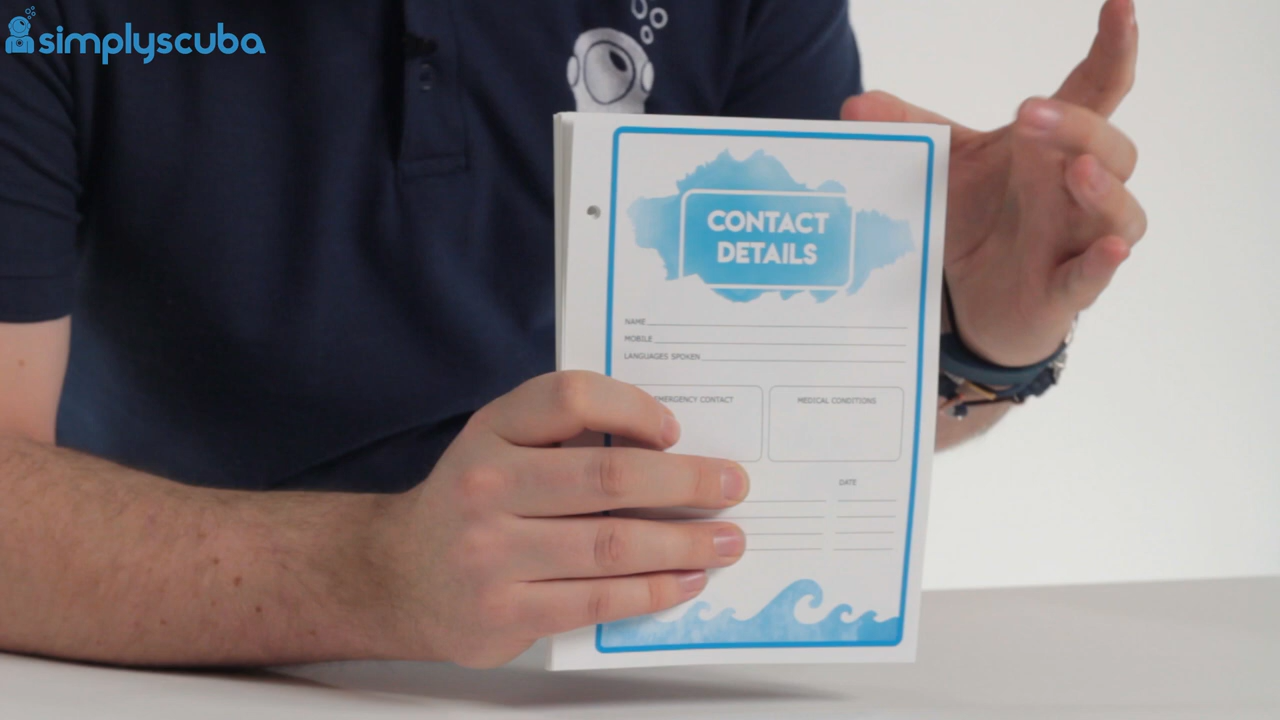 simplyscuba
CONTACT
DETAILS
NAME
MOBILE
LANGUAGES SPOKEN
EMERGENCY CONTACT
MEDICAL CONDITIONS
DATE